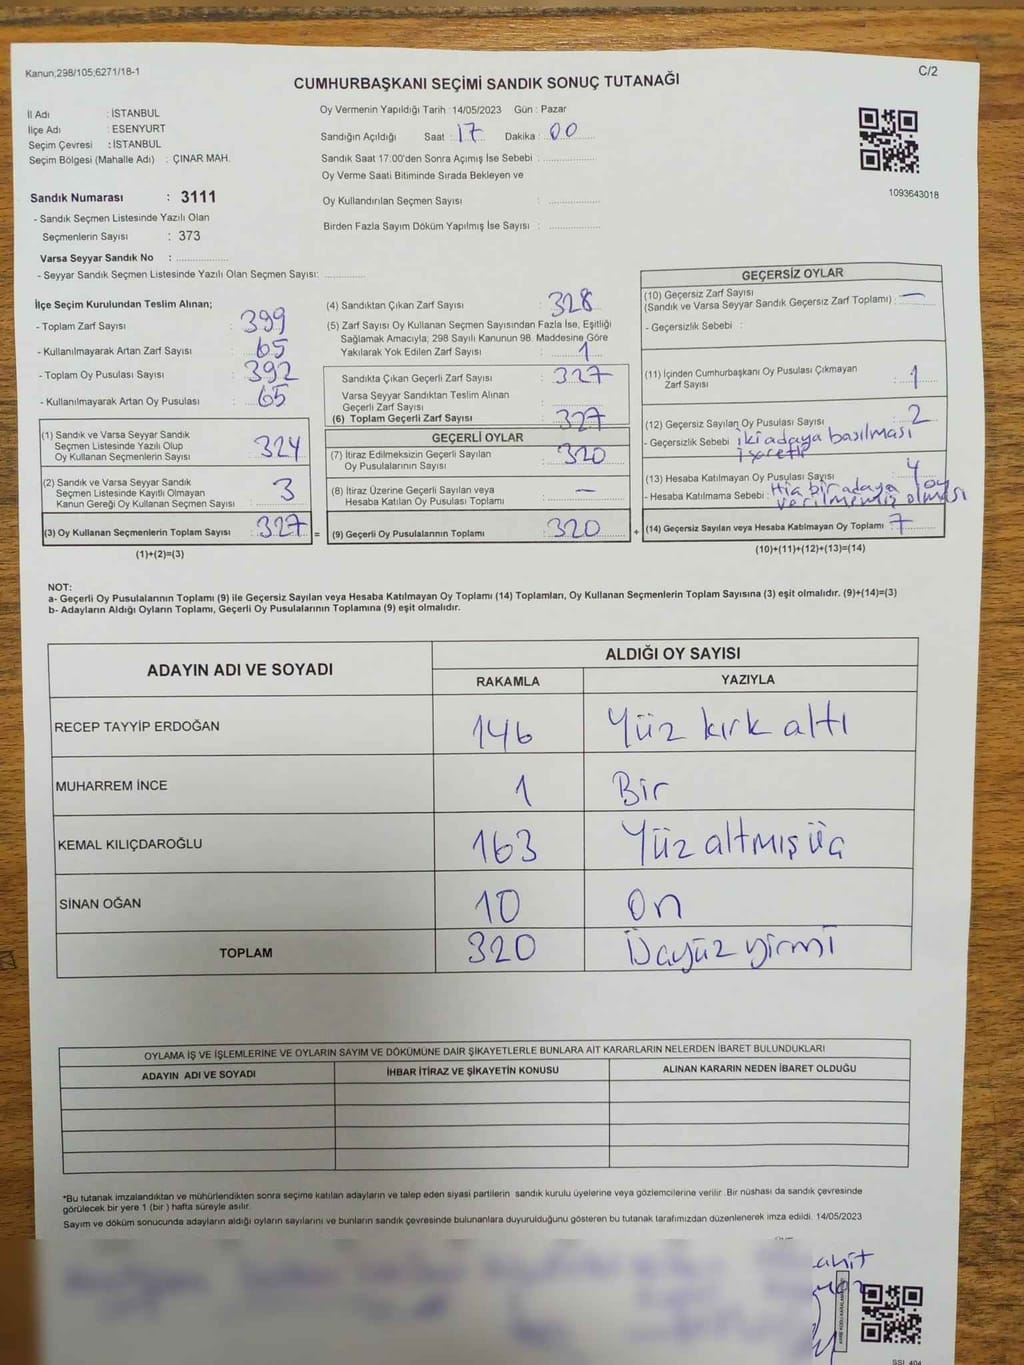 Kanun;298/105;6271/18-1
C/2
CUMHURBAŞKANI SEÇİMİ SANDIK SONUÇ TUTANAĞI
İl Adı : İSTANBUL
İlçe Adı : ESENYURT
Seçim Çevresi : İSTANBUL
Seçim Bölgesi (Mahalle Adı) : ÇINAR MAH.
Sandık Numarası : 3111
- Sandık Seçmen Listesinde Yazılı Olan
Seçmenlerin Sayısı : 373
Varsa Seyyar Sandık No : ..............
- Seyyar Sandık Seçmen Listesinde Yazılı Olan Seçmen Sayısı: ............
Oy Vermenin Yapıldığı Tarih : 14/05/2023 Gün : Pazar
Sandığın Açıldığı Saat : 17 Dakika : 00
Sandık Saat 17:00'den Sonra Açımış İse Sebebi : ..............
Oy Verme Saati Bitiminde Sırada Bekleyen ve
Oy Kullandırılan Seçmen Sayısı : ..............
Birden Fazla Sayım Döküm Yapılmış İse Sayısı : ..............
1093643018
İlçe Seçim Kurulundan Teslim Alınan;
- Toplam Zarf Sayısı : 399
- Kullanılmayarak Artan Zarf Sayısı : 65
- Toplam Oy Pusulası Sayısı : 392
- Kullanılmayarak Artan Oy Pusulası : 65
(1) Sandık ve Varsa Seyyar Sandık
Seçmen Listesinde Yazılı Olup
Oy Kullanan Seçmenlerin Sayısı : 324
(2) Sandık ve Varsa Seyyar Sandık
Seçmen Listesinde Kayıtlı Olmayan
Kanun Gereği Oy Kullanan Seçmen Sayısı : 3
(3) Oy Kullanan Seçmenlerin Toplam Sayısı : 327 =
(1)+(2)=(3)
(4) Sandıktan Çıkan Zarf Sayısı : 328
(5) Zarf Sayısı Oy Kullanan Seçmen Sayısından Fazla İse, Eşitliği
Sağlamak Amacıyla; 298 Sayılı Kanunun 98. Maddesine Göre
Yakılarak Yok Edilen Zarf Sayısı : 1
Sandıkta Çıkan Geçerli Zarf Sayısı : 327
Varsa Seyyar Sandıktan Teslim Alınan
Geçerli Zarf Sayısı :
(6) Toplam Geçerli Zarf Sayısı : 327
GEÇERLİ OYLAR
(7) İtiraz Edilmeksizin Geçerli Sayılan
Oy Pusulalarının Sayısı : 320
(8) İtiraz Üzerine Geçerli Sayılan veya
Hesaba Katılan Oy Pusulası Toplamı : —
(9) Geçerli Oy Pusulalarının Toplamı : 320 +
GEÇERSİZ OYLAR
(10) Geçersiz Zarf Sayısı
(Sandık ve Varsa Seyyar Sandık Geçersiz Zarf Toplamı) : —
- Geçersizlik Sebebi :
(11) İçinden Cumhurbaşkanı Oy Pusulası Çıkmayan
Zarf Sayısı : 1
(12) Geçersiz Sayılan Oy Pusulası Sayısı : 2
- Geçersizlik Sebebi : iki adaya basılması
işaretli
(13) Hesaba Katılmayan Oy Pusulası Sayısı : 4
- Hesaba Katılmama Sebebi : Hiç bir adaya oy
verilmemiş olması
(14) Geçersiz Sayılan veya Hesaba Katılmayan Oy Toplamı : 7
(10)+(11)+(12)+(13)=(14)
NOT:
a- Geçerli Oy Pusulalarının Toplamı (9) ile Geçersiz Sayılan veya Hesaba Katılmayan Oy Toplamı (14) Toplamları, Oy Kullanan Seçmenlerin Toplam Sayısına (3) eşit olmalıdır. (9)+(14)=(3)
b- Adayların Aldığı Oyların Toplamı, Geçerli Oy Pusulalarının Toplamına (9) eşit olmalıdır.
ADAYIN ADI VE SOYADI
ALDIĞI OY SAYISI
RAKAMLA YAZIYLA
RECEP TAYYİP ERDOĞAN 146 Yüz kırk altı
MUHARREM İNCE 1 Bir
KEMAL KILIÇDAROĞLU 163 Yüz altmış üç
SİNAN OĞAN 10 On
TOPLAM 320 Üçyüz yirmi
OYLAMA İŞ VE İŞLEMLERİNE VE OYLARIN SAYIM VE DÖKÜMÜNE DAİR ŞİKAYETLERLE BUNLARA AİT KARARLARIN NELERDEN İBARET BULUNDUKLARI
ADAYIN ADI VE SOYADI İHBAR İTİRAZ VE ŞİKAYETİN KONUSU ALINAN KARARIN NEDEN İBARET OLDUĞU
*Bu tutanak imzalandıktan ve mühürlendikten sonra seçime katılan adayların ve talep eden siyasi partilerin sandık kurulu üyelerine veya gözlemcilerine verilir .Bir nüshası da sandık çevresinde
görülecek bir yere 1 (bir ) hafta süreyle asılır.
Sayım ve döküm sonucunda adayların aldığı oyların sayılarını ve bunların sandık çevresinde bulunanlara duyurulduğunu gösteren bu tutanak tarafımızdan düzenlenerek imza edildi. 14/05/2023
SSI 404